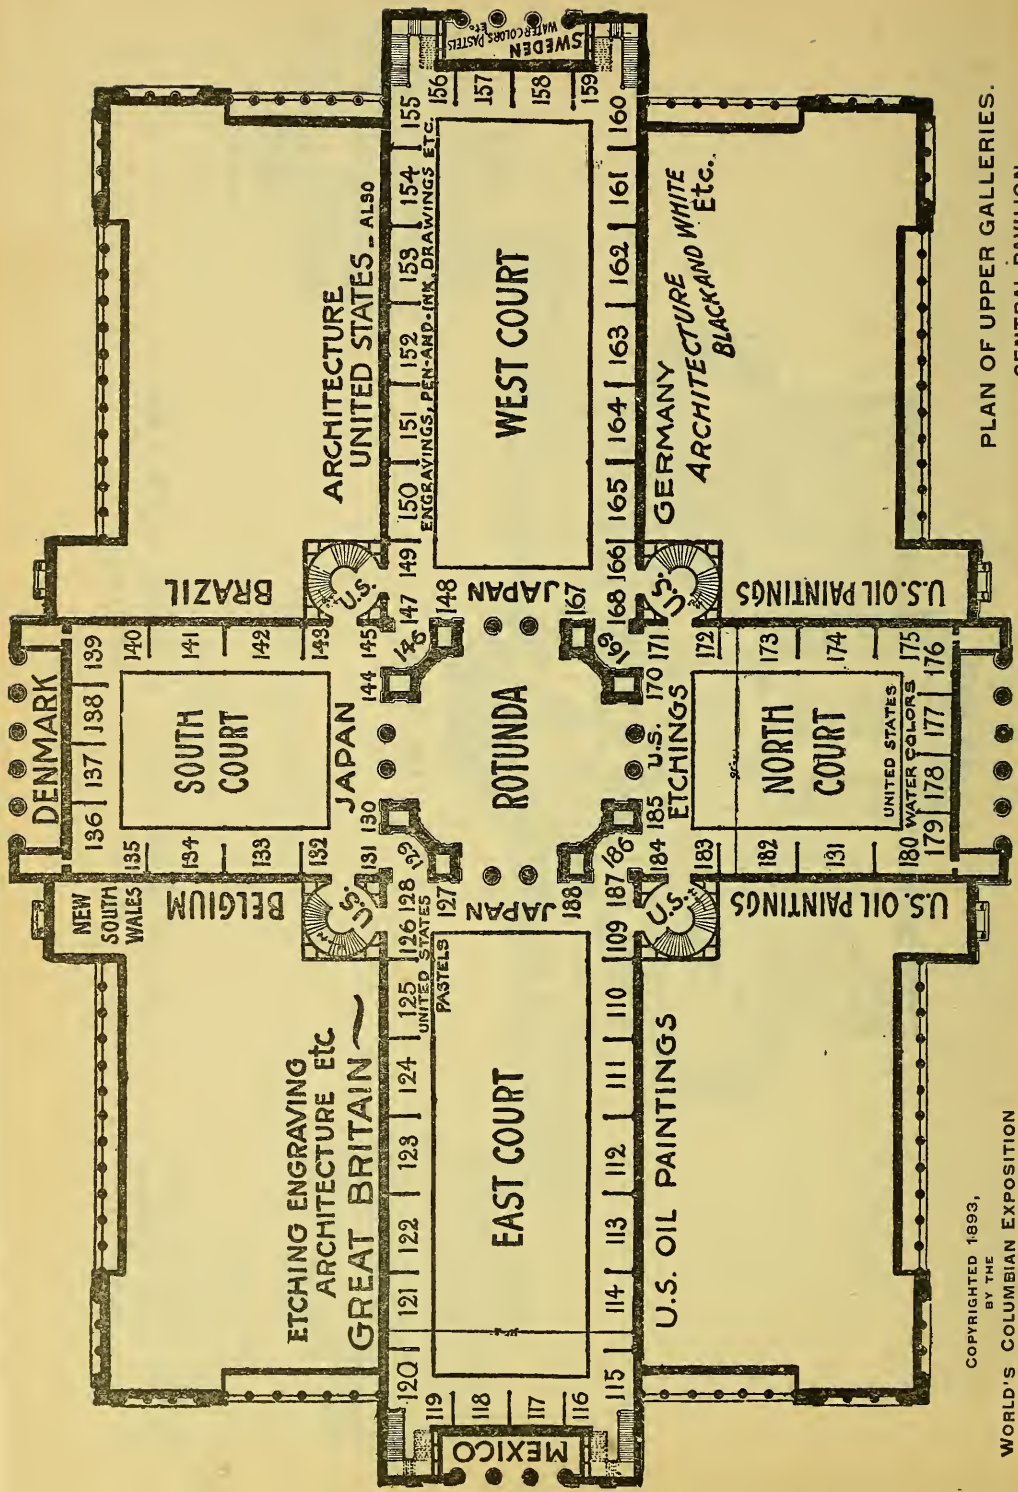 PLAN OF UPPER GALLERIES.
CENTRAL PAVILION
COPYRIGHTED 1893,
BY THE
WORLD'S COLUMBIAN EXPOSITION
DENMARK
136 137 138 139
135
134
133
132
140
141
142
143
SOUTH
COURT
JAPAN
NEW
SOUTH
WALES
BELGIUM
BRAZIL
U.S.
U.S.
130
131
129
144
145
146
ETCHING ENGRAVING
ARCHITECTURE Etc.
GREAT BRITAIN
ARCHITECTURE
UNITED STATES - ALSO
120 121 122 123 124 125 126 128
UNITED STATES
PASTELS
127
147 149 150 151 152 153 154 155
ENGRAVINGS, PEN-AND-INK, DRAWINGS ETC.
148
MEXICO
119
118
117
116
EAST COURT
JAPAN
ROTUNDA
JAPAN
WEST COURT
156
157
158
159
SWEDEN
WATERCOLORS PASTELS
Etc.
115 114 113 112 111 110 109 187
188
186
167
169
168 166 165 164 163 162 161 160
U.S. OIL PAINTINGS
GERMANY
ARCHITECTURE WHITE
BLACK AND WHITE
Etc.
184
185
170
171
U.S.
ETCHINGS
U.S.
U.S.
183
182
131
180
172
173
174
175
NORTH
COURT
U.S. OIL PAINTINGS
U.S. OIL PAINTINGS
UNITED STATES
WATER COLORS
179 178 177 176